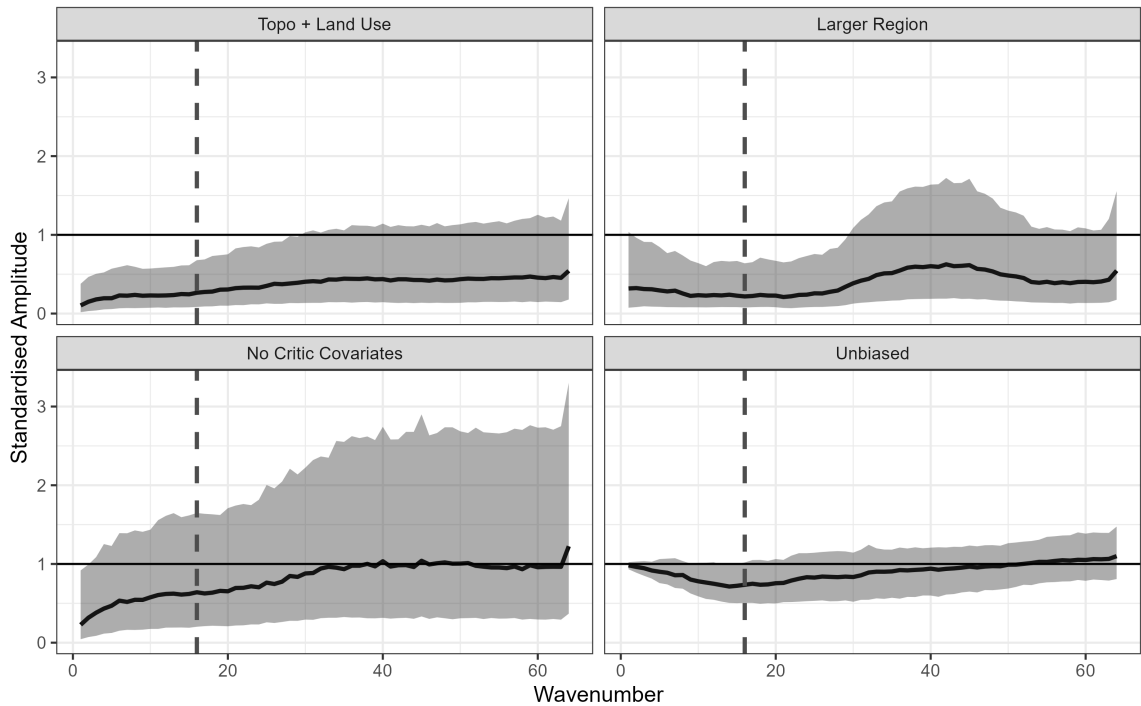 Topo + Land Use
Larger Region
3
2
1
0
No Critic Covariates
Unbiased
3
2
1
0
0 20 40 60
0 20 40 60
Wavenumber
Standardised Amplitude